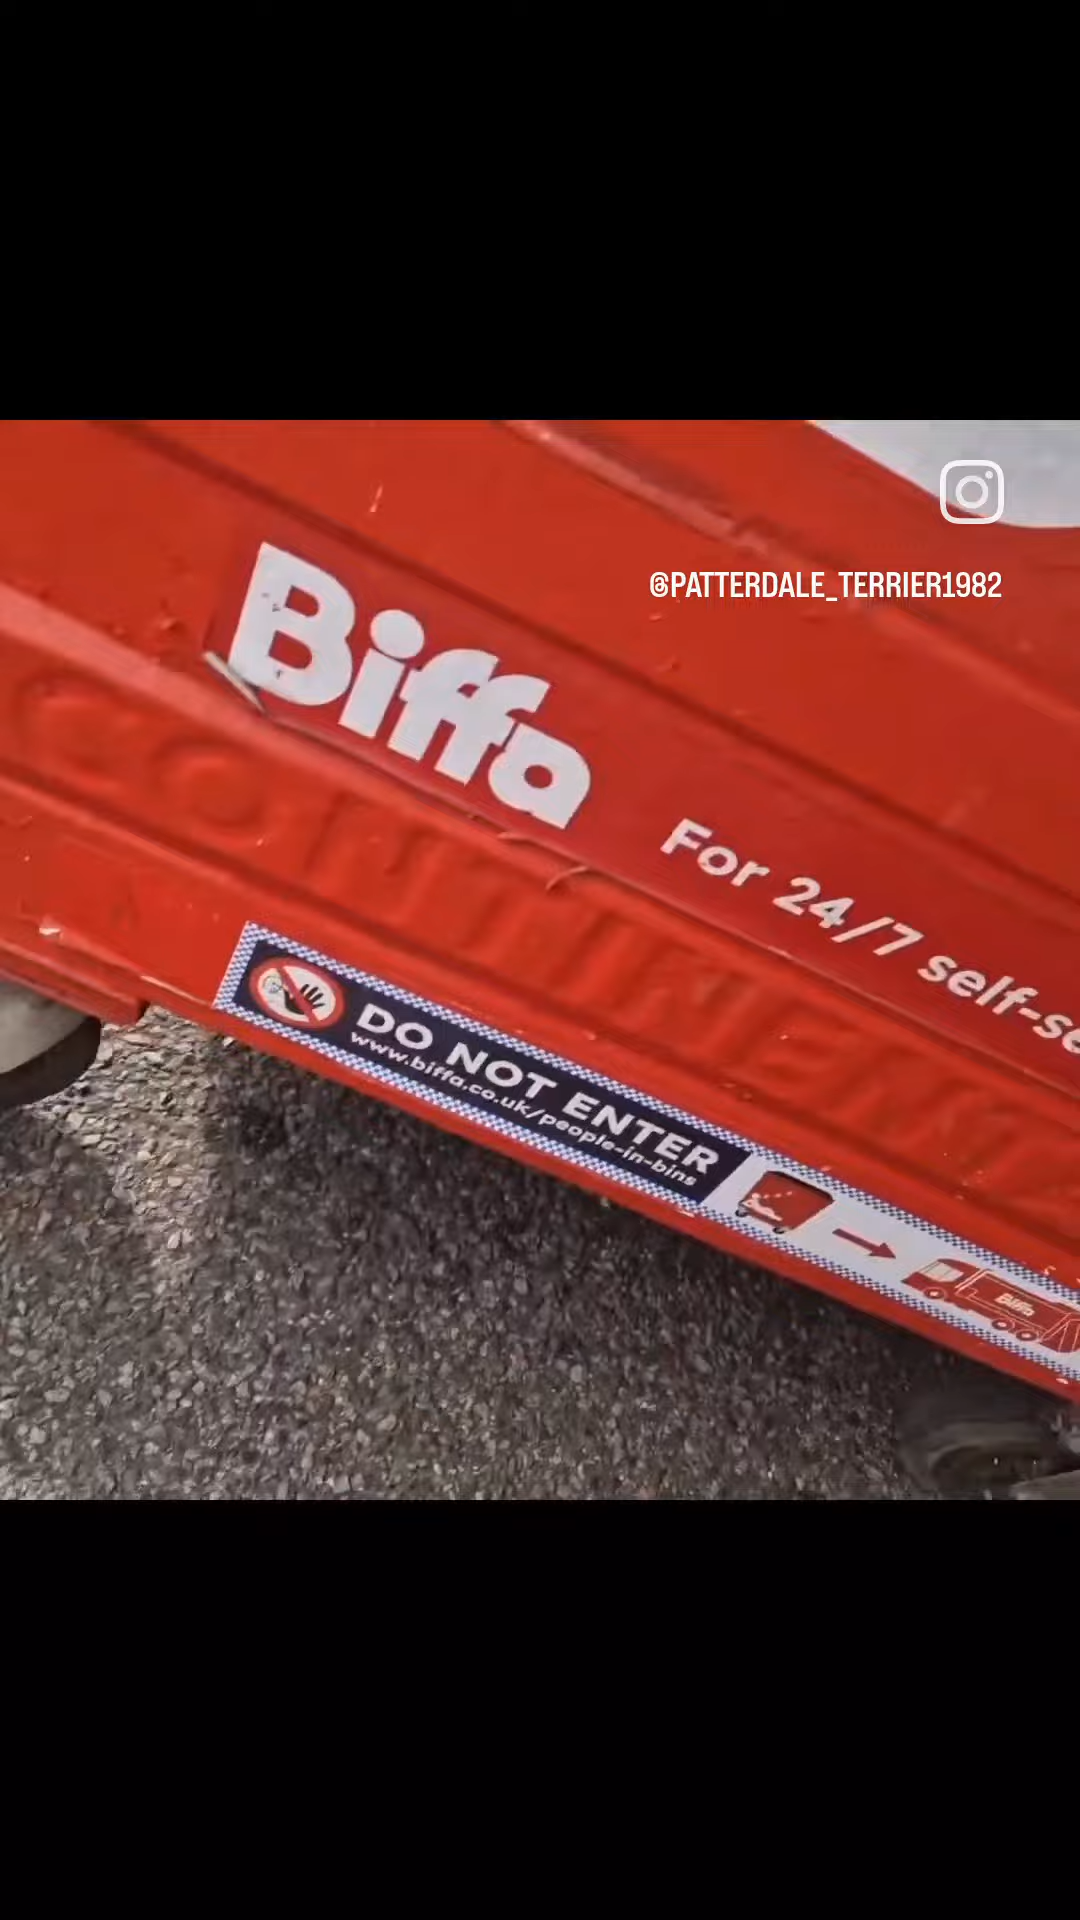 @PATTERDALE_TERRIER1982
Biffa
For 24/7 self-se
DO NOT ENTER
www.biffa.co.uk/people-in-bins
Biffa